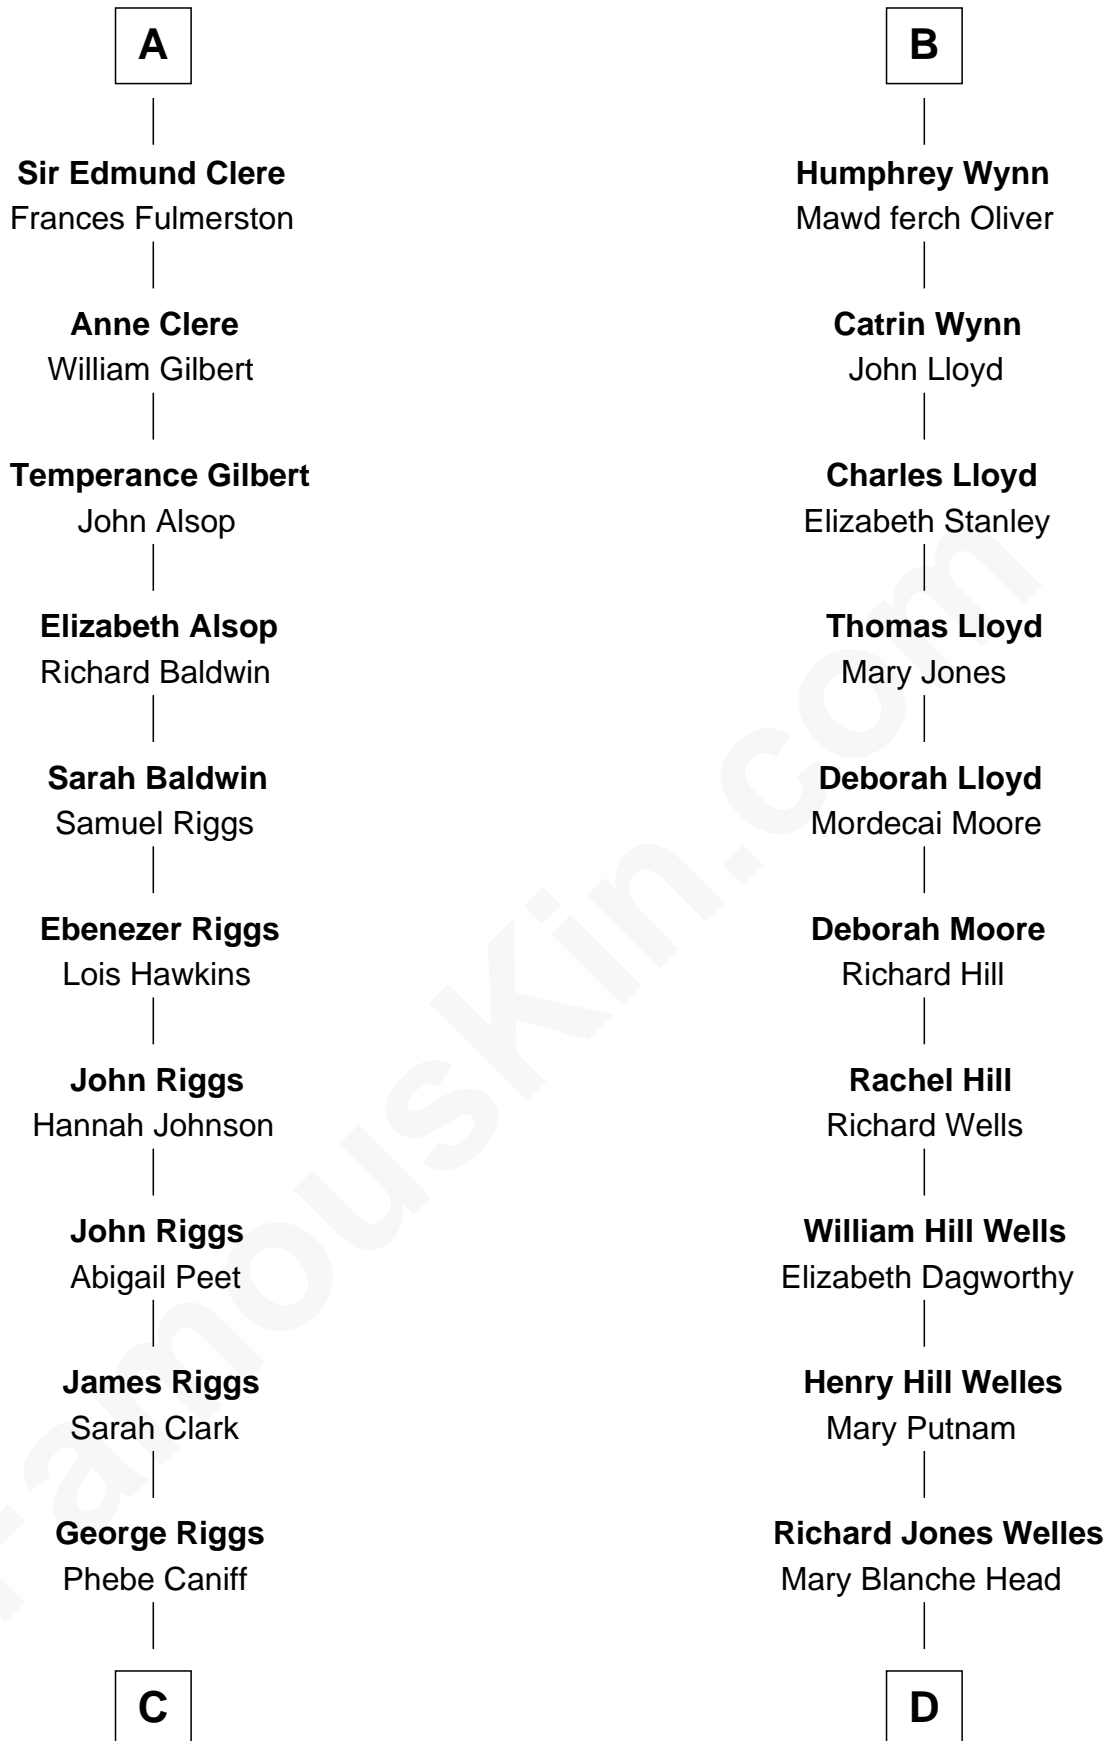 A
Sir Edmund Clere
Frances Fulmerston
Anne Clere
William Gilbert
Temperance Gilbert
John Alsop
Elizabeth Alsop
Richard Baldwin
Sarah Baldwin
Samuel Riggs
Ebenezer Riggs
Lois Hawkins
John Riggs
Hannah Johnson
John Riggs
Abigail Peet
James Riggs
Sarah Clark
George Riggs
Phebe Caniff
C
B
Humphrey Wynn
Mawd ferch Oliver
Catrin Wynn
John Lloyd
Charles Lloyd
Elizabeth Stanley
Thomas Lloyd
Mary Jones
Deborah Lloyd
Mordecai Moore
Deborah Moore
Richard Hill
Rachel Hill
Richard Wells
William Hill Wells
Elizabeth Dagworthy
Henry Hill Welles
Mary Putnam
Richard Jones Welles
Mary Blanche Head
D
FamousKin.com